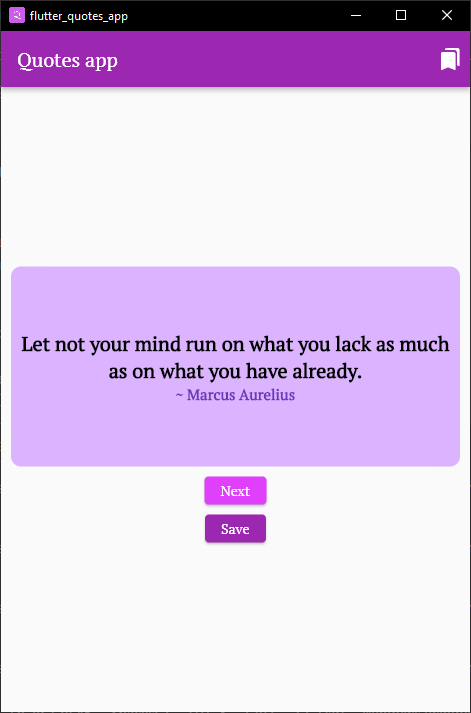 flutter_quotes_app
Quotes app
Let not your mind run on what you lack as much
as on what you have already.
~ Marcus Aurelius
Next
Save